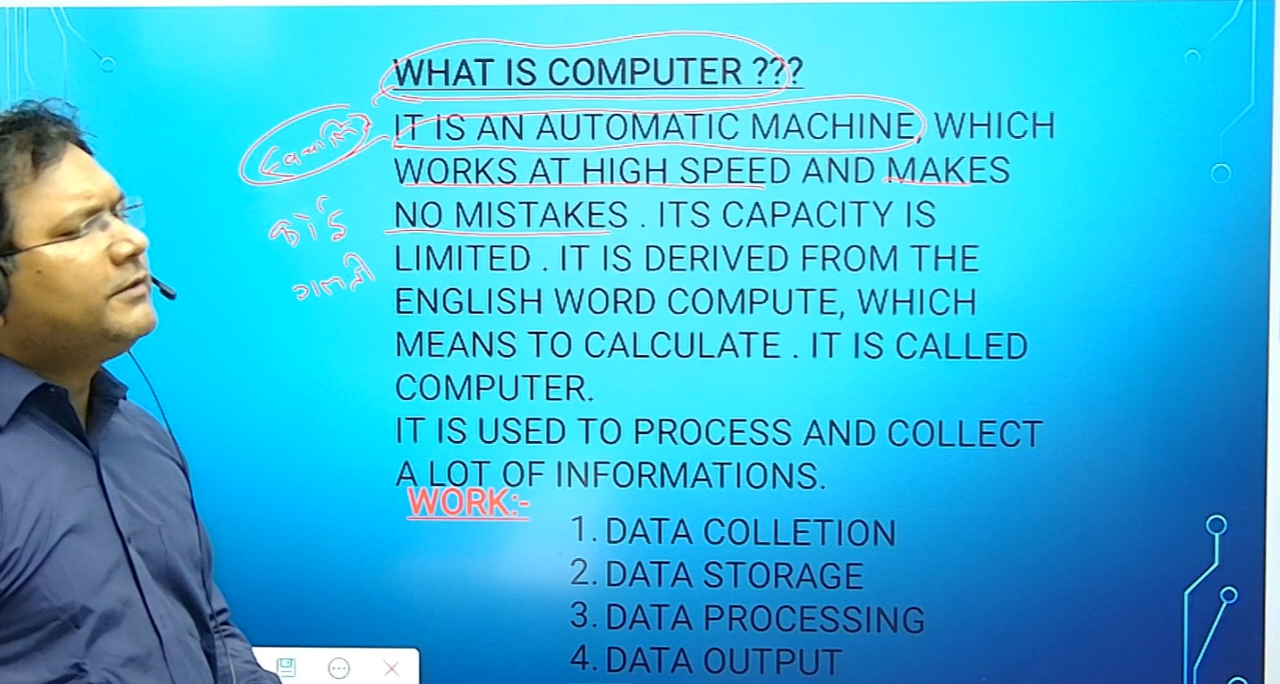 WHAT IS COMPUTER ???
IT IS AN AUTOMATIC MACHINE, WHICH
WORKS AT HIGH SPEED AND MAKES
NO MISTAKES . ITS CAPACITY IS
LIMITED . IT IS DERIVED FROM THE
ENGLISH WORD COMPUTE, WHICH
MEANS TO CALCULATE . IT IS CALLED
COMPUTER.
IT IS USED TO PROCESS AND COLLECT
A LOT OF INFORMATIONS.
WORK:-
1. DATA COLLETION
2. DATA STORAGE
3. DATA PROCESSING
4. DATA OUTPUT